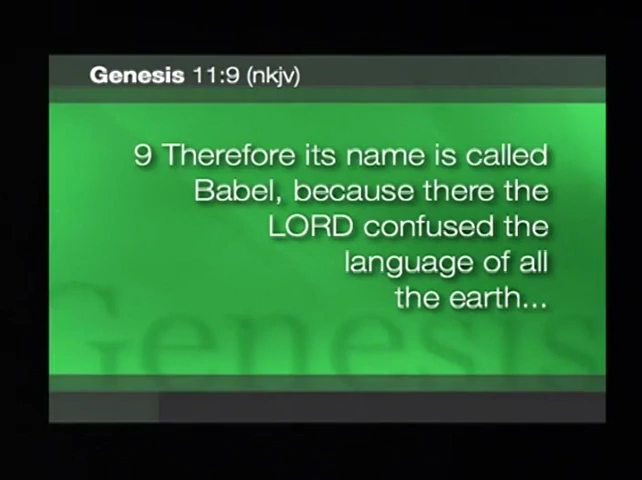 Genesis 11:9 (nkjv)
9 Therefore its name is called
Babel, because there the
LORD confused the
language of all
the earth...
Genesis